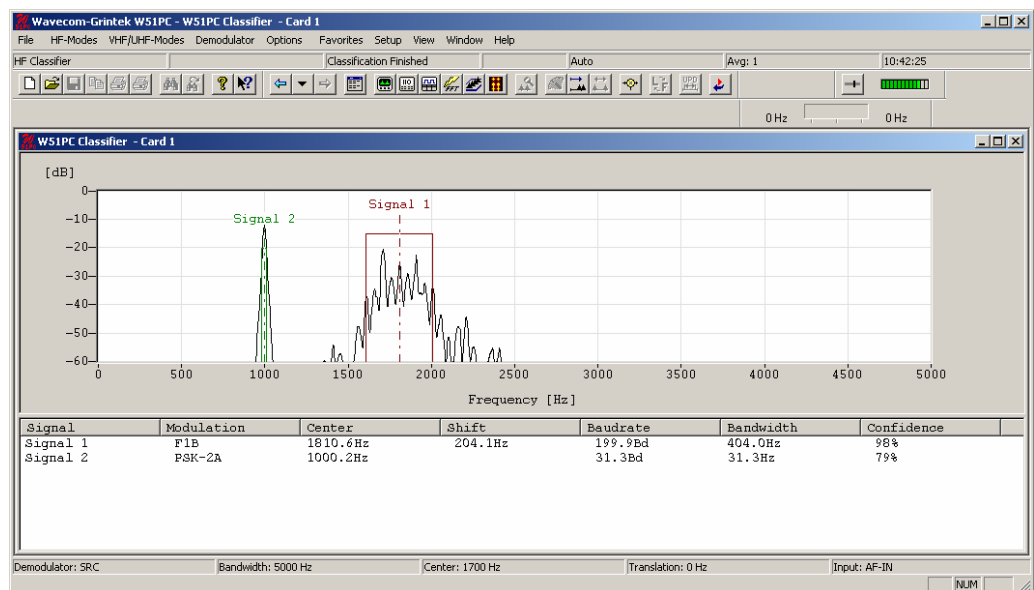 Wavecom-Grintek W51PC - W51PC Classifier - Card 1
File HF-Modes VHF/UHF-Modes Demodulator Options Favorites Setup View Window Help
HF Classifier Classification Finished Auto Avg: 1 10:42:25
0 Hz 0 Hz
W51PC Classifier - Card 1
[dB]
0
Signal 1
-10
Signal 2
-20
-30
-40
-50
-60
0 500 1000 1500 2000 2500 3000 3500 4000 4500 5000
Frequency [Hz]
Signal Modulation Center Shift Baudrate Bandwidth Confidence
Signal 1 F1B 1810.6Hz 204.1Hz 199.9Bd 404.0Hz 98%
Signal 2 PSK-2A 1000.2Hz 31.3Bd 31.3Hz 79%
Demodulator: SRC Bandwidth: 5000 Hz Center: 1700 Hz Translation: 0 Hz Input: AF-IN
NUM